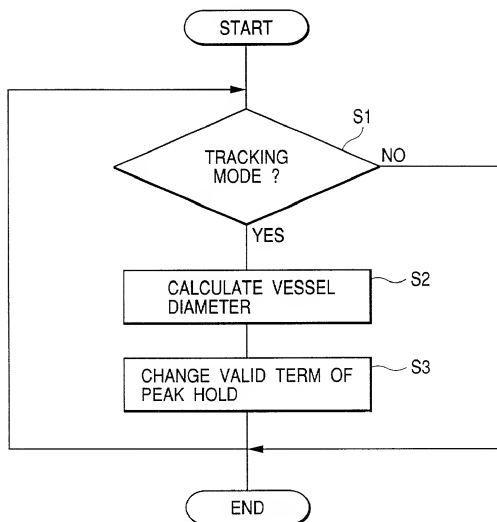 START
S1
TRACKING
MODE ?
NO
YES
S2
CALCULATE VESSEL
DIAMETER
S3
CHANGE VALID TERM OF
PEAK HOLD
END